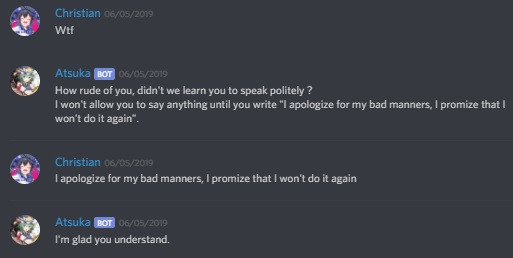 Christian 06/05/2019
Wtf
Atsuka BOT 06/05/2019
How rude of you, didn't we learn you to speak politely ?
I won't allow you to say anything until you write "I apologize for my bad manners, I promize that I
won't do it again".
Christian 06/05/2019
I apologize for my bad manners, I promize that I won't do it again
Atsuka BOT 06/05/2019
I'm glad you understand.